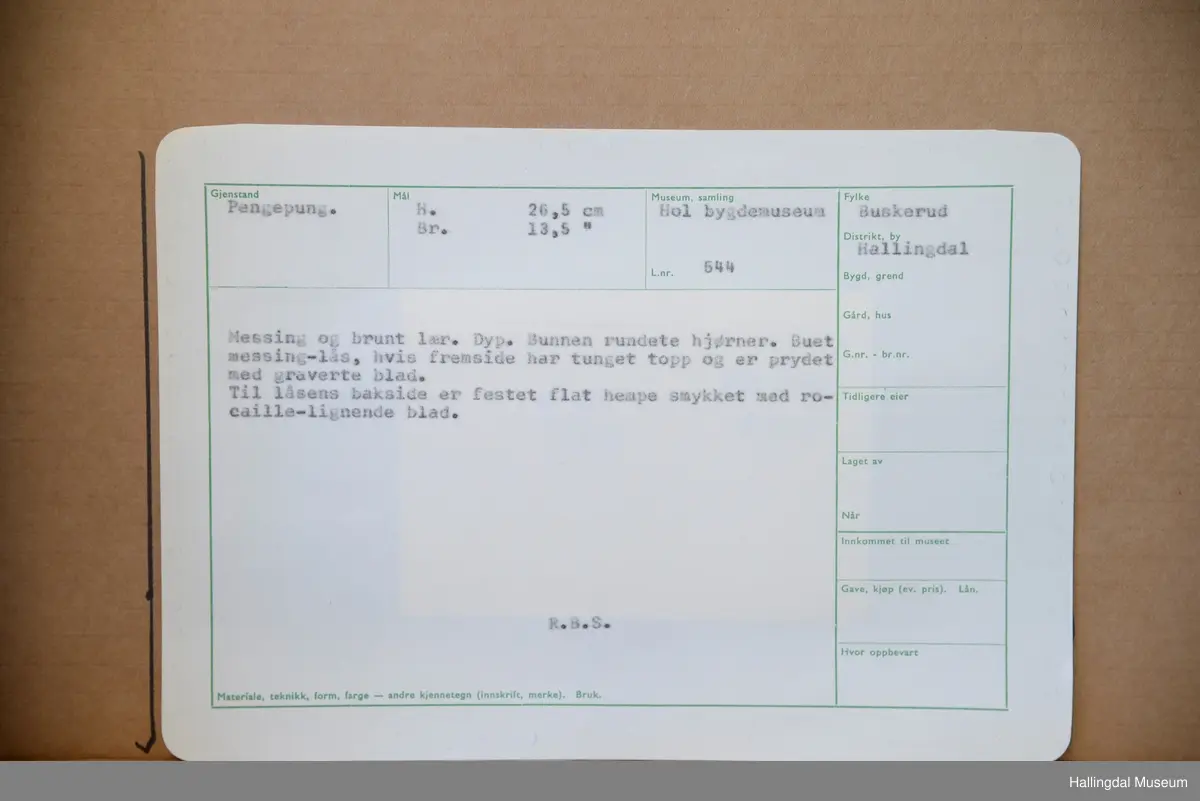 Gjenstand
Pengepung.
Mål
H. 26,5 cm
Br. 13,5 "
Museum, samling
Hol bygdemuseum
L.nr. 544
Fylke
Buskerud
Distrikt, by
Hallingdal
Bygd, grend
Gård, hus
G.nr. - br.nr.
Tidligere eier
Laget av
Når
Innkommet til museet
Gave, kjøp (ev. pris). Lån.
Hvor oppbevart
Messing og brunt lær. Dyp. Bunnen rundete hjørner. Buet
messing-lås, hvis fremside har tunget topp og er prydet
med graverte blad.
Til låsens bakside er festet flat hempe smykket med ro-
caille-lignende blad.
R.B.S.
Materiale, teknikk, form, farge — andre kjennetegn (innskrift, merke). Bruk.
Hallingdal Museum